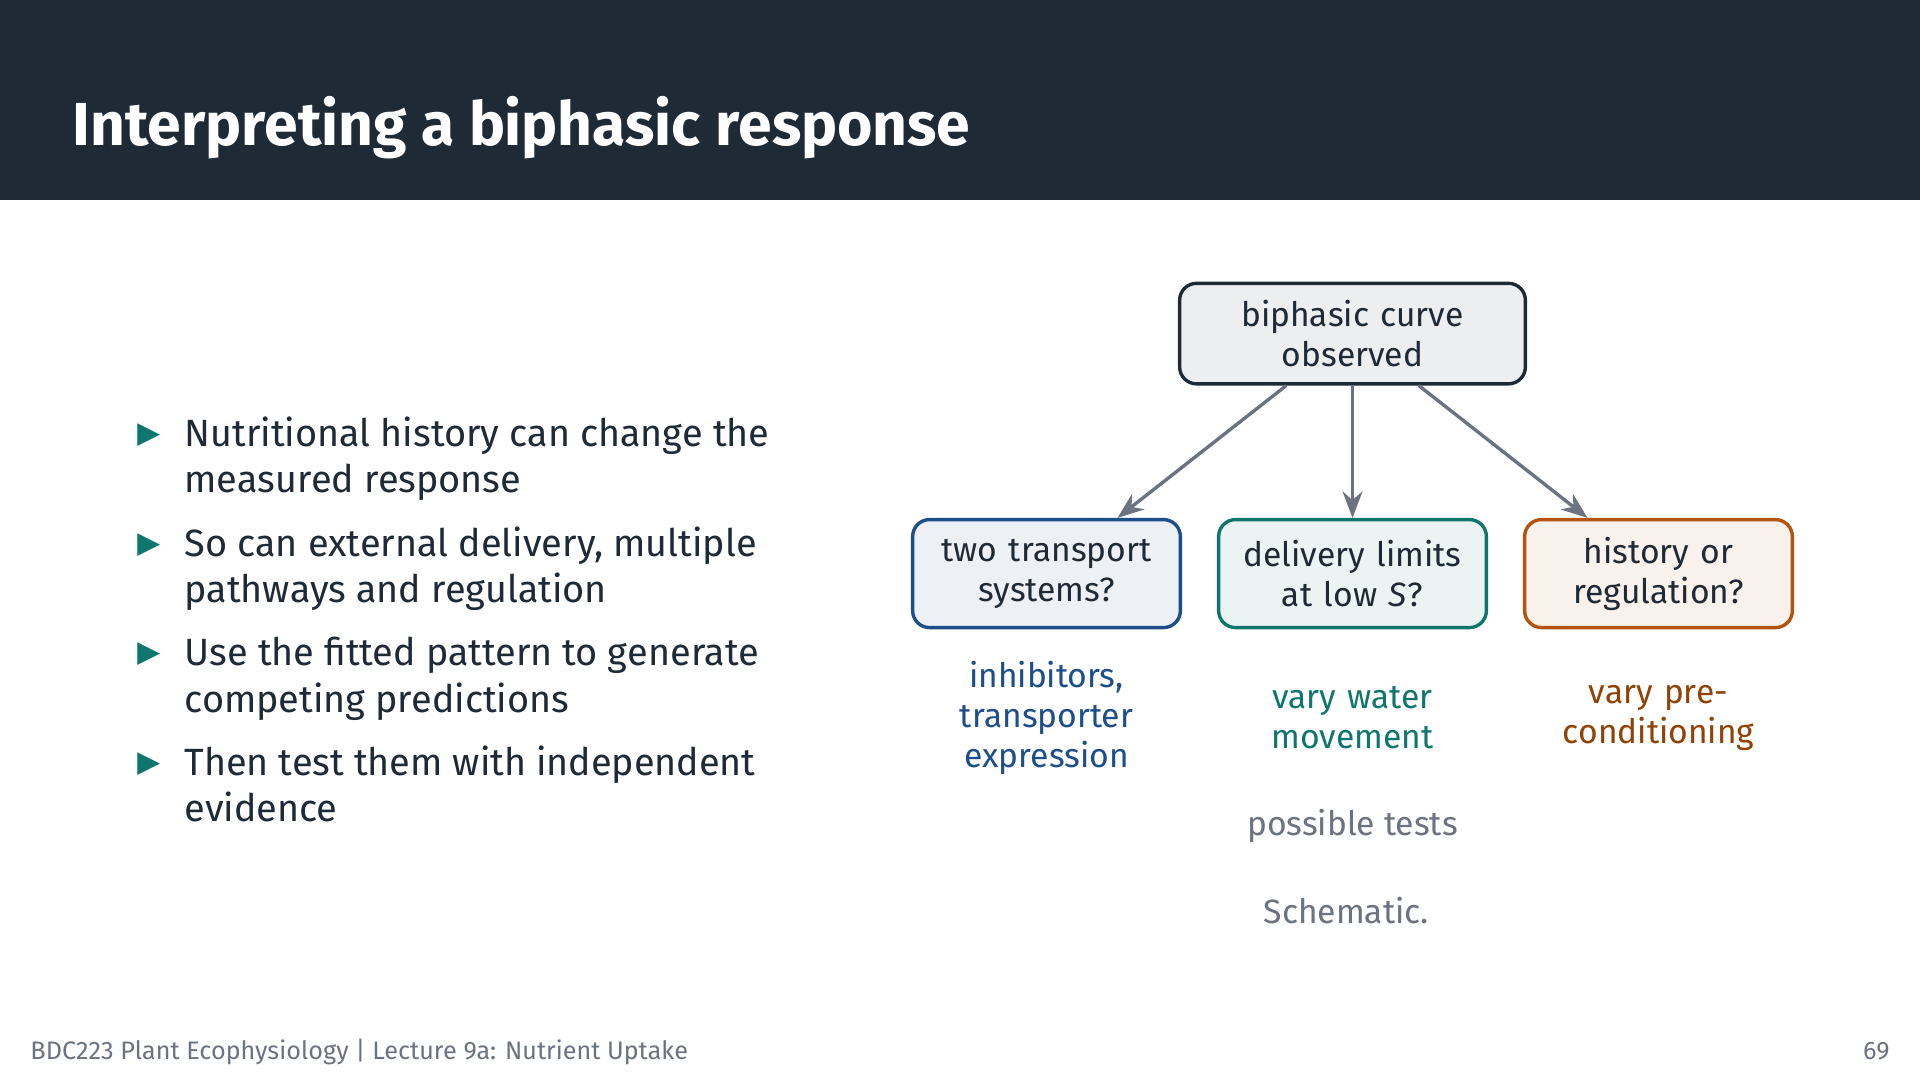 Interpreting a biphasic response
► Nutritional history can change the
measured response
► So can external delivery, multiple
pathways and regulation
► Use the fitted pattern to generate
competing predictions
► Then test them with independent
evidence
biphasic curve
observed
two transport
systems?
delivery limits
at low S?
history or
regulation?
inhibitors,
transporter
expression
vary water
movement
vary pre-
conditioning
possible tests
Schematic.
BDC223 Plant Ecophysiology | Lecture 9a: Nutrient Uptake
69